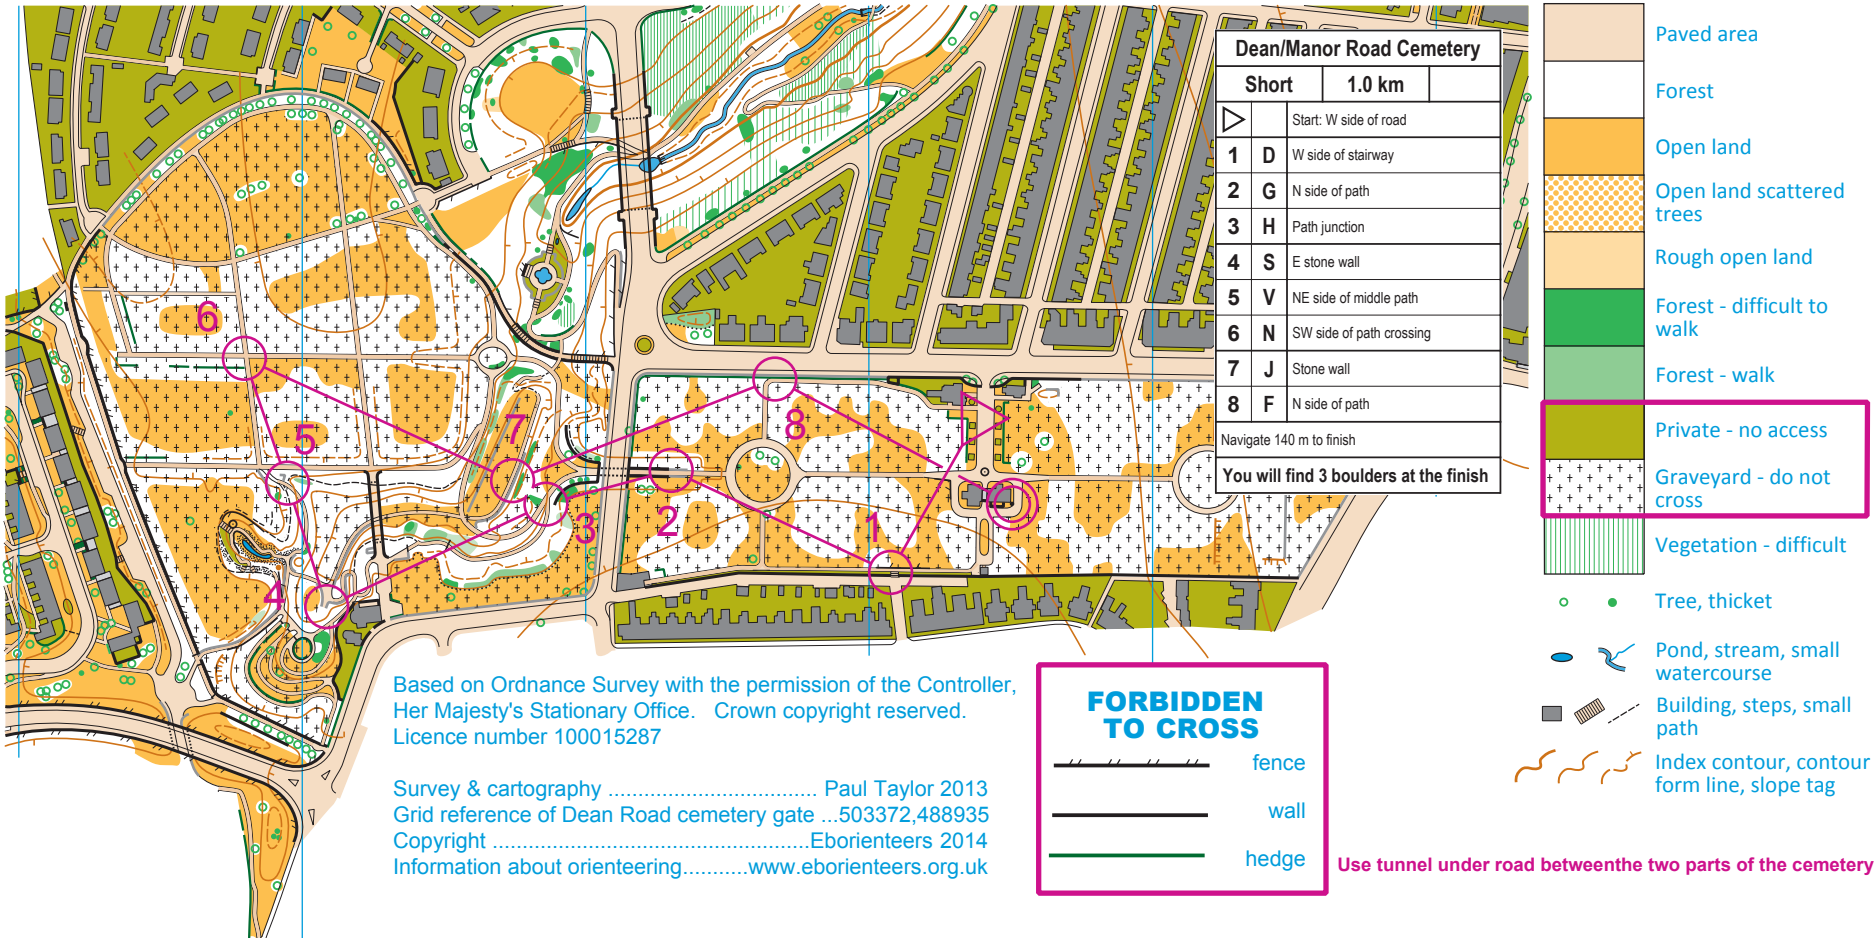 Dean/Manor Road Cemetery
Short 1.0 km
Start: W side of road
1 D W side of stairway
2 G N side of path
3 H Path junction
4 S E stone wall
5 V NE side of middle path
6 N SW side of path crossing
7 J Stone wall
8 F N side of path
Navigate 140 m to finish
You will find 3 boulders at the finish
6
5
7
8
4
3
2
1
Paved area
Forest
Open land
Open land scattered
trees
Rough open land
Forest - difficult to
walk
Forest - walk
Private - no access
Graveyard - do not
cross
Vegetation - difficult
Tree, thicket
Pond, stream, small
watercourse
Building, steps, small
path
Index contour, contour
form line, slope tag
Based on Ordnance Survey with the permission of the Controller,
Her Majesty's Stationary Office. Crown copyright reserved.
Licence number 100015287
Survey & cartography .................................. Paul Taylor 2013
Grid reference of Dean Road cemetery gate ...503372,488935
Copyright ....................................................Eborienteers 2014
Information about orienteering...........www.eborienteers.org.uk
FORBIDDEN
TO CROSS
fence
wall
hedge
Use tunnel under road betweenthe two parts of the cemetery